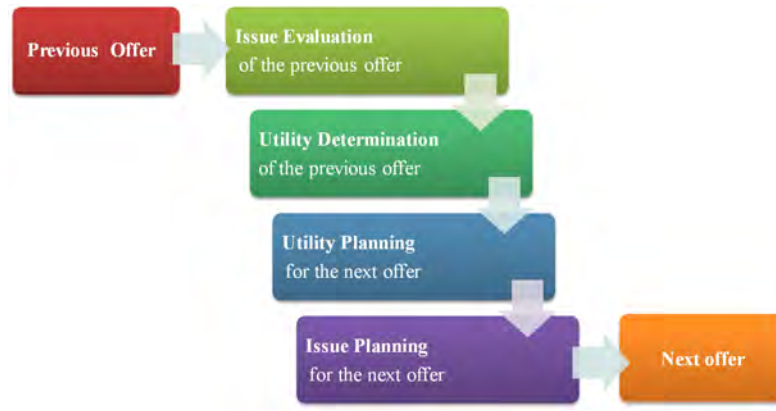 Previous Offer
Issue Evaluation
of the previous offer
Utility Determination
of the previous offer
Utility Planning
for the next offer
Issue Planning
for the next offer
Next offer